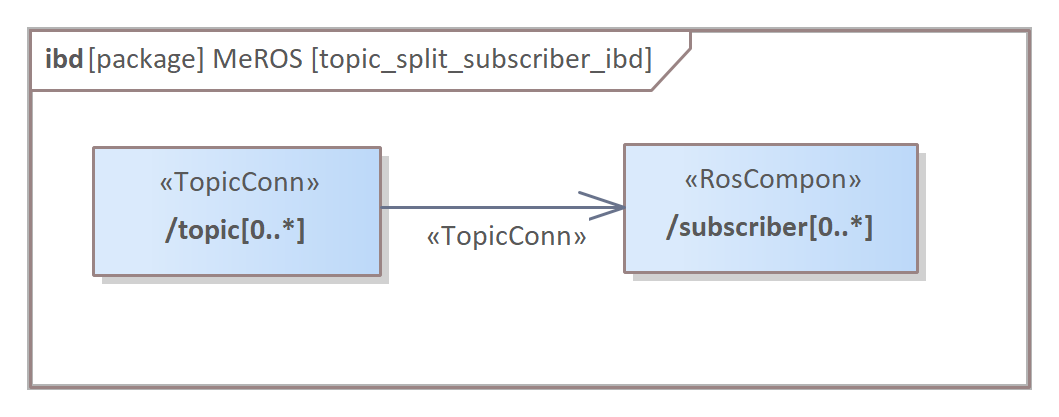 ibd [package] MeROS [topic_split_subscriber_ibd]
«TopicConn»
/topic[0..*]
«TopicConn»
«RosCompon»
/subscriber[0..*]